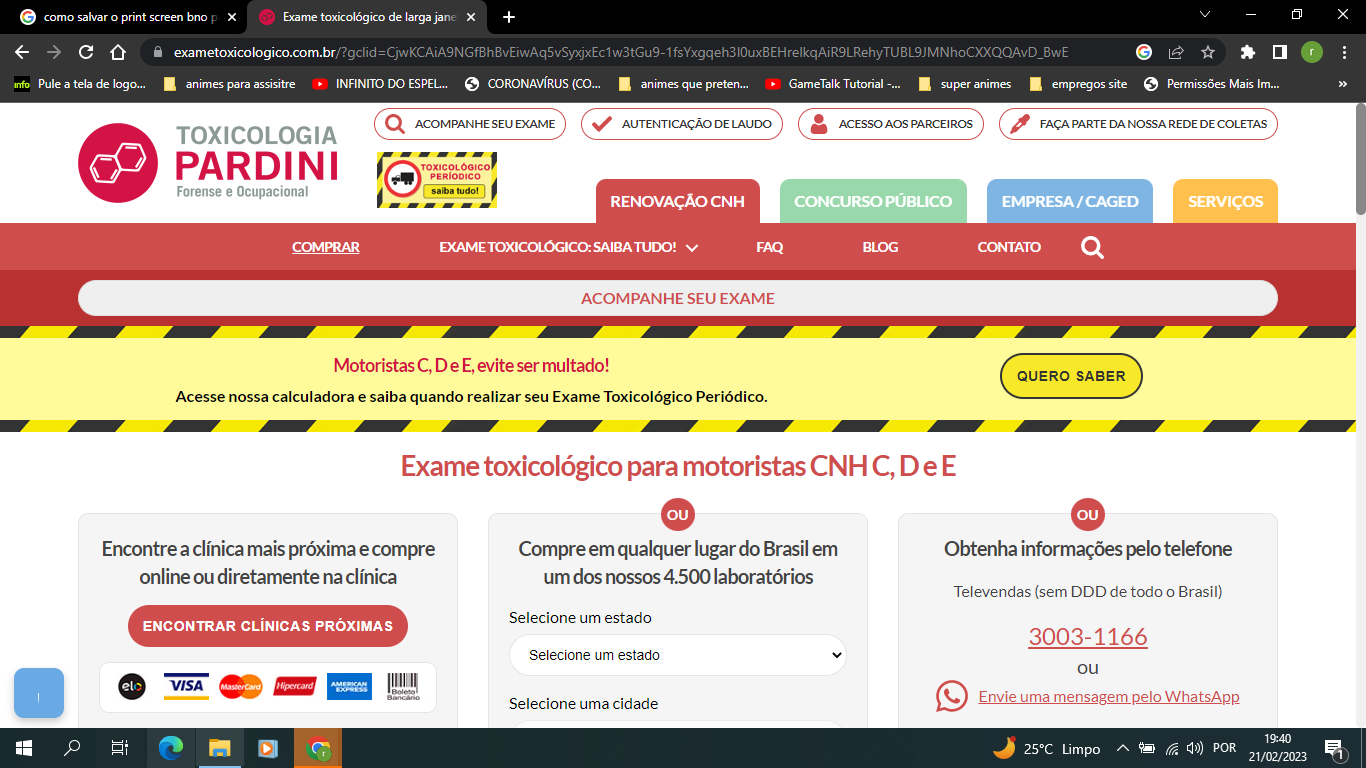 como salvar o print screen bno p
Exame toxicológico de larga jane
exametoxicologico.com.br/?gclid=CjwKCAiA9NGfBhBvEiwAq5vSyxjxEc1w3tGu9-1fsYxgqeh3I0uxBEHrelkqAiR9LRehyTUBL9JMNhoCXXQQAvD_BwE
r
info
Pule a tela de logo...
animes para assisitre
INFINITO DO ESPEL...
CORONAVÍRUS (CO...
animes que preten...
GameTalk Tutorial -...
super animes
empregos site
Permissões Mais Im...
»
TOXICOLOGIA
PARDINI
Forense e Ocupacional
ACOMPANHE SEU EXAME
AUTENTICAÇÃO DE LAUDO
ACESSO AOS PARCEIROS
FAÇA PARTE DA NOSSA REDE DE COLETAS
TOXICOLÓGICO
PERÍODICO
saiba tudo!
RENOVAÇÃO CNH
CONCURSO PÚBLICO
EMPRESA / CAGED
SERVIÇOS
COMPRAR
EXAME TOXICOLÓGICO: SAIBA TUDO!
FAQ
BLOG
CONTATO
ACOMPANHE SEU EXAME
Motoristas C, D e E, evite ser multado!
Acesse nossa calculadora e saiba quando realizar seu Exame Toxicológico Periódico.
QUERO SABER
Exame toxicológico para motoristas CNH C, D e E
Encontre a clínica mais próxima e compre
online ou diretamente na clínica
ENCONTRAR CLÍNICAS PRÓXIMAS
elo
VISA
MasterCard
Hipercard
AMERICAN
EXPRESS
Boleto
Bancário
OU
Compre em qualquer lugar do Brasil em
um dos nossos 4.500 laboratórios
Selecione um estado
Selecione um estado
Selecione uma cidade
OU
Obtenha informações pelo telefone
Televendas (sem DDD de todo o Brasil)
3003-1166
ou
Envie uma mensagem pelo WhatsApp
r
25°C Limpo
POR
19:40
21/02/2023
1